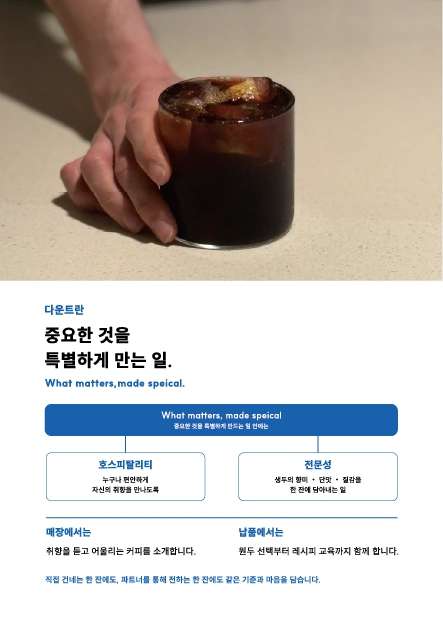 다운트란
중요한 것을
특별하게 만는 일.
What matters,made speical.
What matters, made speical
중요한 것을 특별하게 만드는 일 안에는
호스피탈리티
누구나 편안하게
자신의 취향을 만나도록
전문성
생두의 향미 • 단맛 • 질감을
한 잔에 담아내는 일
매장에서는
취향을 듣고 어울리는 커피를 소개합니다.
납품에서는
원두 선택부터 레시피 교육까지 함께 합니다.
직접 건네는 한 잔에도, 파트너를 통해 전하는 한 잔에도 같은 기준과 마음을 담습니다.